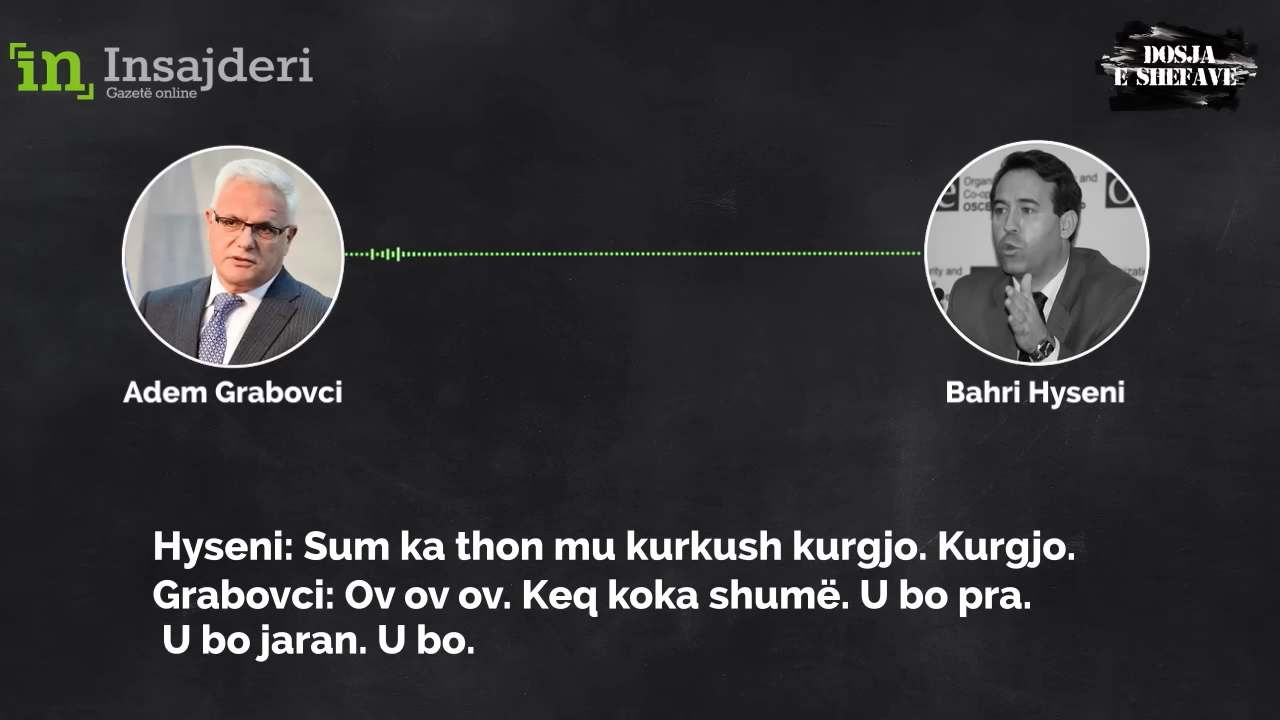 in Insajderi
Gazetë online
DOSJA
E SHEFAVE
Adem Grabovci
Bahri Hyseni
Hyseni: Sum ka thon mu kurkush kurgjo. Kurgjo.
Grabovci: Ov ov ov. Keq koka shumë. U bo pra.
U bo jaran. U bo.